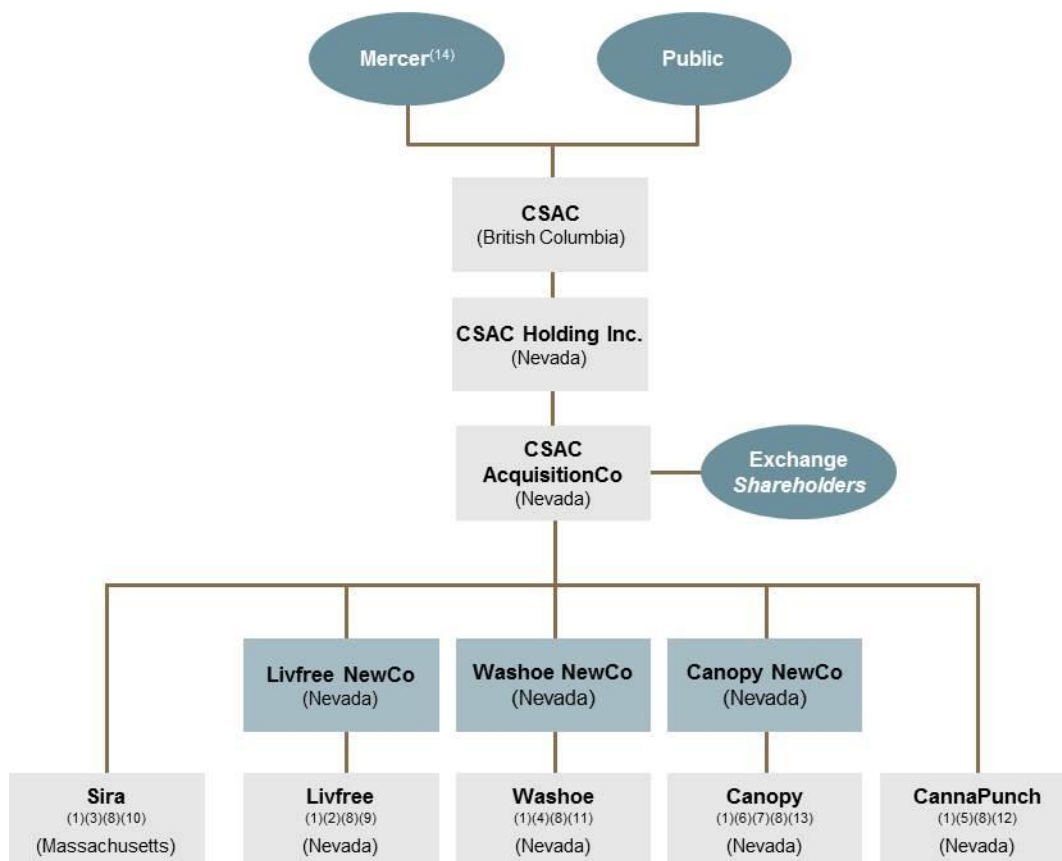 Mercer(14)
Public
CSAC
(British Columbia)
CSAC Holding Inc.
(Nevada)
CSAC
AcquisitionCo
(Nevada)
Exchange
Shareholders
Livfree NewCo
(Nevada)
Washoe NewCo
(Nevada)
Canopy NewCo
(Nevada)
Sira
(1)(3)(8)(10)
(Massachusetts)
Livfree
(1)(2)(8)(9)
(Nevada)
Washoe
(1)(4)(8)(11)
(Nevada)
Canopy
(1)(6)(7)(8)(13)
(Nevada)
CannaPunch
(1)(5)(8)(12)
(Nevada)